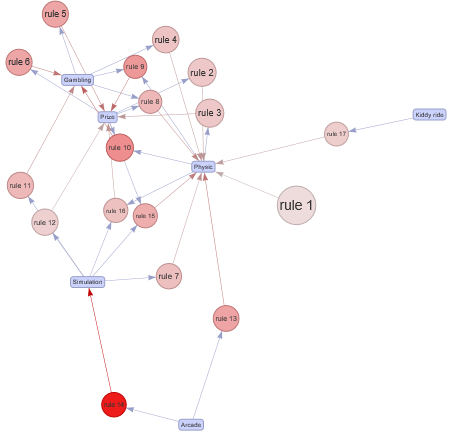 rule 5
rule 4
rule 6
rule 9
rule 2
Gambling
rule 8
rule 3
Prize
Kiddy ride
rule 17
rule 10
Physic
rule 11
rule 1
rule 16
rule 15
rule 12
rule 7
Simulation
rule 13
rule 14
Arcade